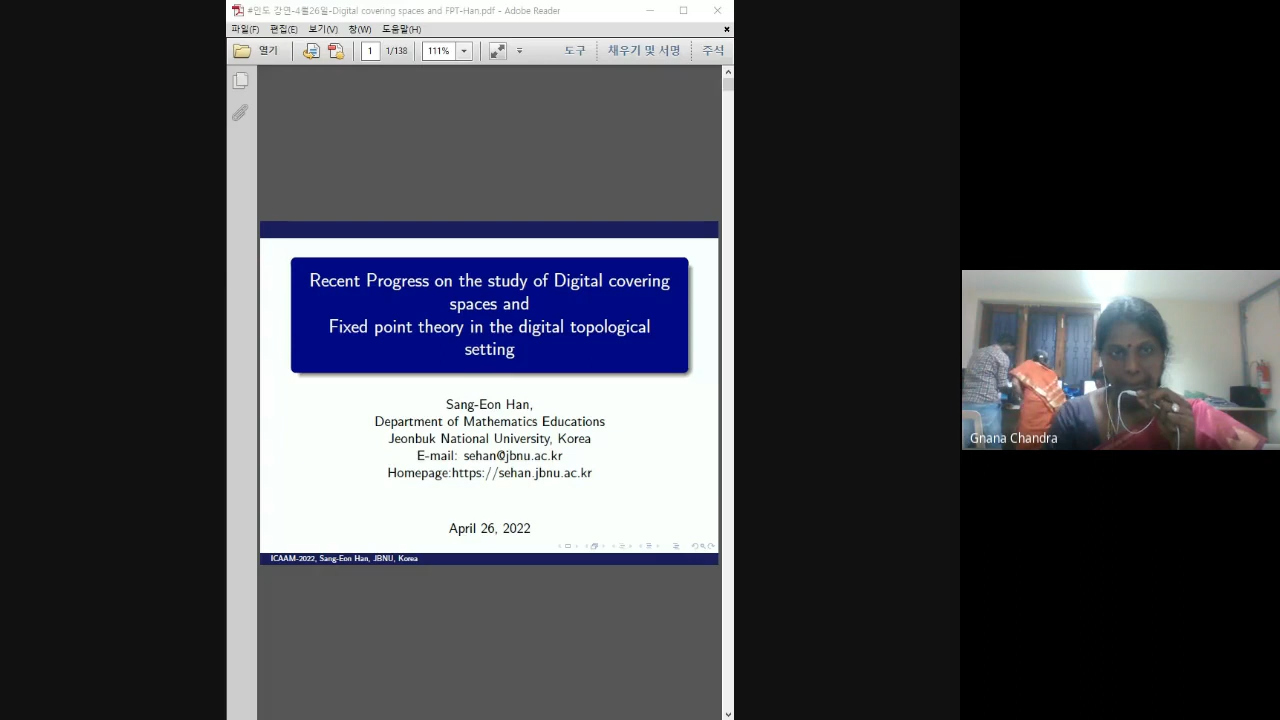 #인도 강연-4월26일-Digital covering spaces and FPT-Han.pdf - Adobe Reader
파일(F) 편집(E) 보기(V) 창(W) 도움말(H)
열기 1 /138 111% 도구 채우기 및 서명 주석
Recent Progress on the study of Digital covering
spaces and
Fixed point theory in the digital topological
setting
Sang-Eon Han,
Department of Mathematics Educations
Jeonbuk National University, Korea
E-mail: sehan@jbnu.ac.kr
Homepage:https://sehan.jbnu.ac.kr
April 26, 2022
ICAAM-2022, Sang-Eon Han, JBNU, Korea
Gnana Chandra